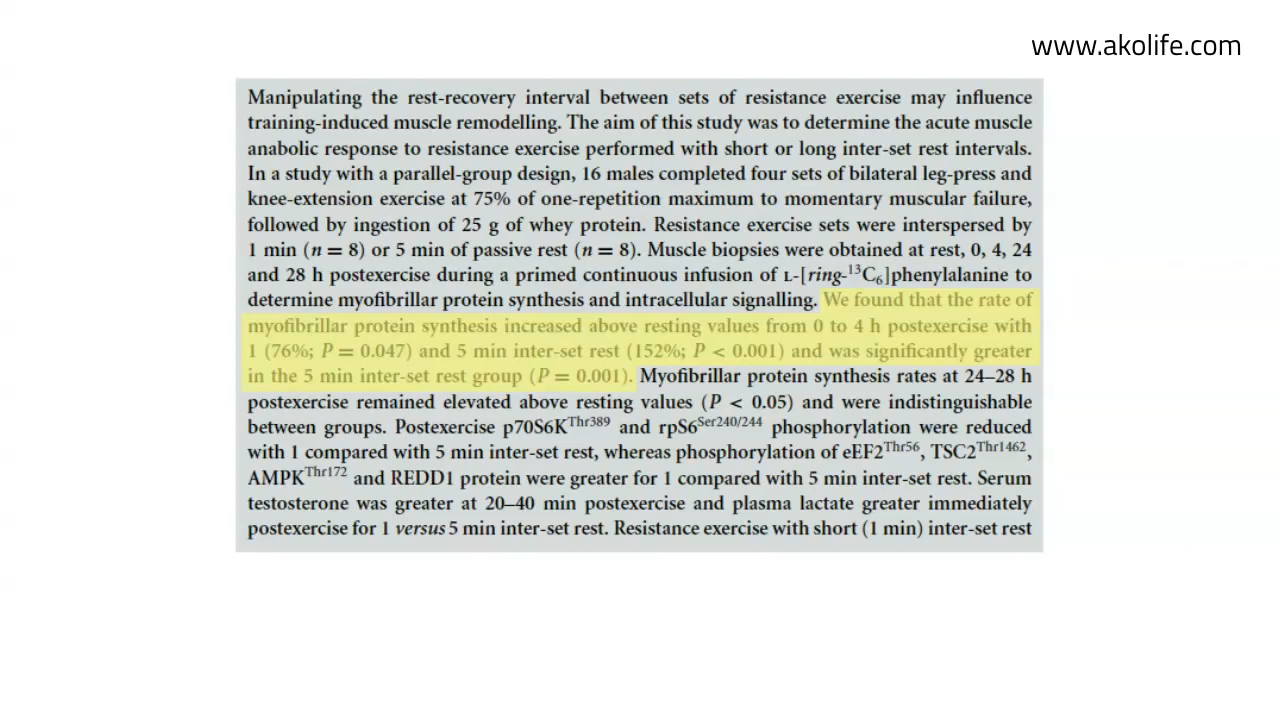 www.akolife.com
Manipulating the rest-recovery interval between sets of resistance exercise may influence
training-induced muscle remodelling. The aim of this study was to determine the acute muscle
anabolic response to resistance exercise performed with short or long inter-set rest intervals.
In a study with a parallel-group design, 16 males completed four sets of bilateral leg-press and
knee-extension exercise at 75% of one-repetition maximum to momentary muscular failure,
followed by ingestion of 25 g of whey protein. Resistance exercise sets were interspersed by
1 min (n = 8) or 5 min of passive rest (n = 8). Muscle biopsies were obtained at rest, 0, 4, 24
and 28 h postexercise during a primed continuous infusion of L-[ring-¹³C₆]phenylalanine to
determine myofibrillar protein synthesis and intracellular signalling. We found that the rate of
myofibrillar protein synthesis increased above resting values from 0 to 4 h postexercise with
1 (76%; P = 0.047) and 5 min inter-set rest (152%; P < 0.001) and was significantly greater
in the 5 min inter-set rest group (P = 0.001). Myofibrillar protein synthesis rates at 24–28 h
postexercise remained elevated above resting values (P < 0.05) and were indistinguishable
between groups. Postexercise p70S6KThr389 and rpS6Ser240/244 phosphorylation were reduced
with 1 compared with 5 min inter-set rest, whereas phosphorylation of eEF2Thr56, TSC2Thr1462,
AMPKThr172 and REDD1 protein were greater for 1 compared with 5 min inter-set rest. Serum
testosterone was greater at 20–40 min postexercise and plasma lactate greater immediately
postexercise for 1 versus 5 min inter-set rest. Resistance exercise with short (1 min) inter-set rest